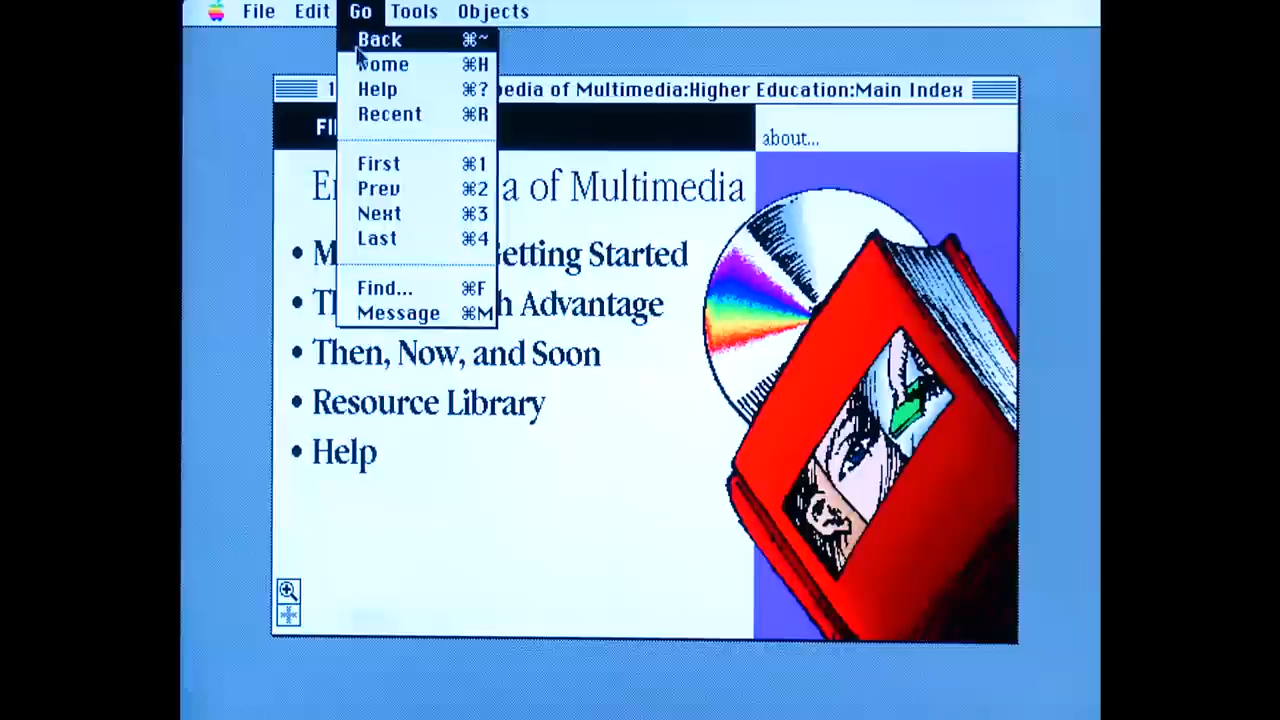 File Edit Go Tools Objects
Back ⌘~
ome ⌘H
Help ⌘?
Recent ⌘R
First ⌘1
Prev ⌘2
Next ⌘3
Last ⌘4
Find... ⌘F
Message ⌘M
pedia of Multimedia:Higher Education:Main Index
about...
a of Multimedia
• M etting Started
• Th h Advantage
• Then, Now, and Soon
• Resource Library
• Help